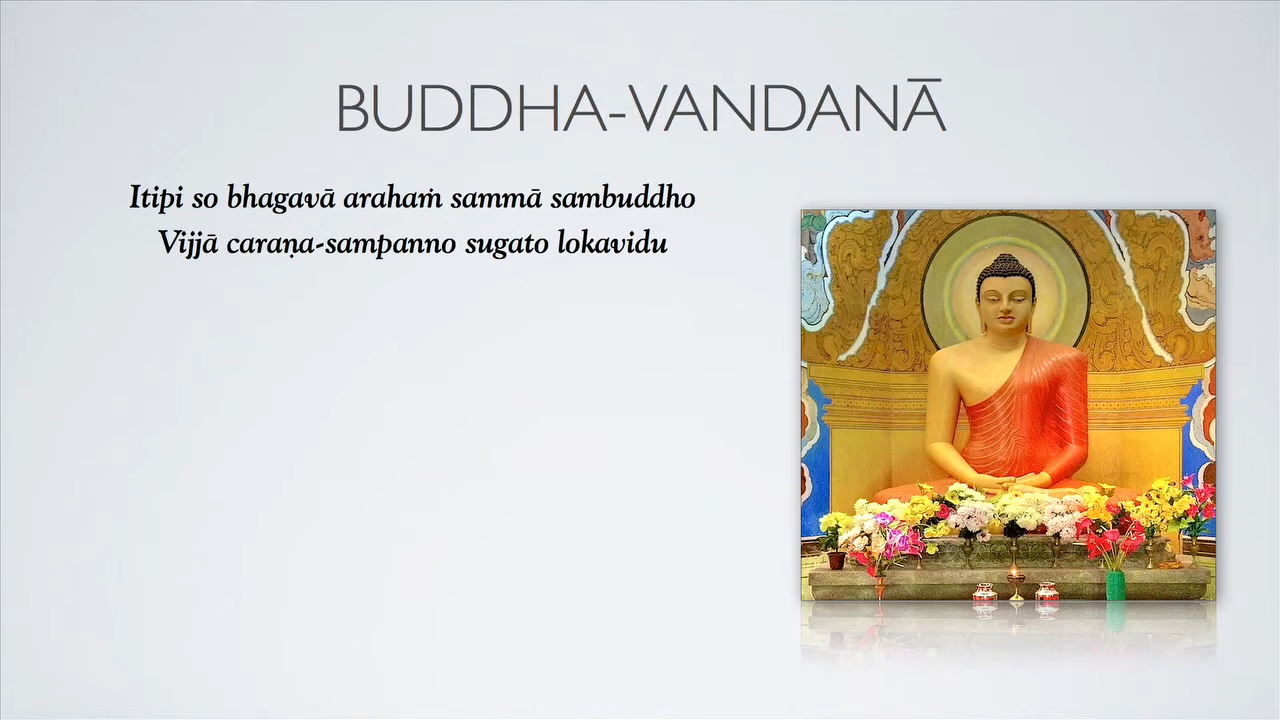 BUDDHA-VANDANĀ
Itipi so bhagavā arahaṁ sammā sambuddho
Vijjā caraṇa-sampanno sugato lokavidu